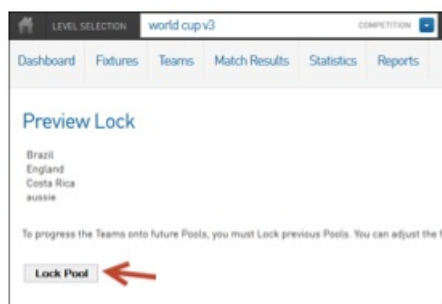 LEVEL SELECTION world cup v3 COMPETITION
Dashboard Fixtures Teams Match Results Statistics Reports
Preview Lock
Brazil
England
Costa Rica
aussie
To progress the Teams onto future Pools, you must Lock previous Pools. You can adjust the
Lock Pool